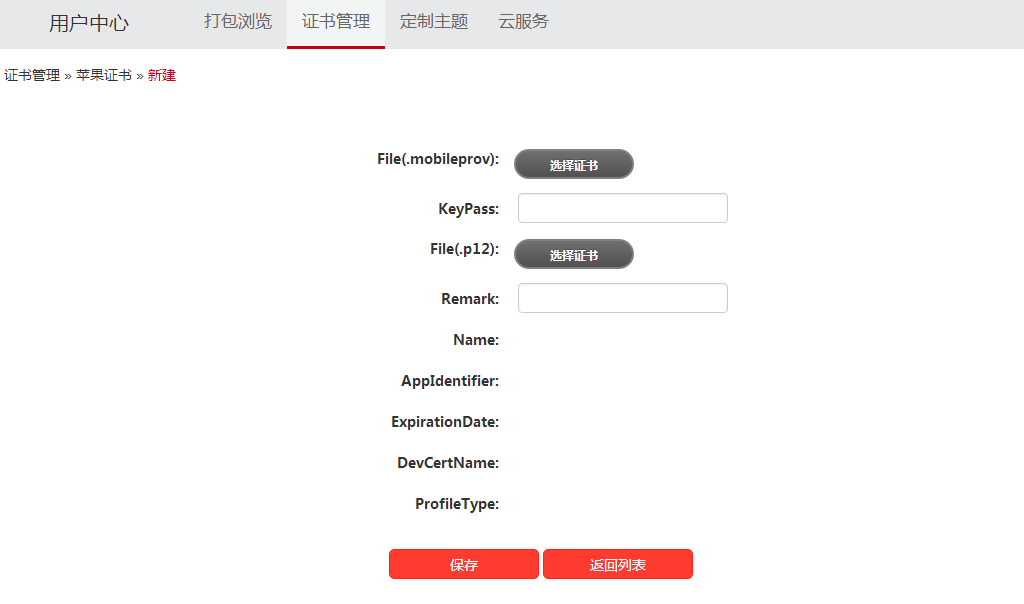 用户中心 打包浏览 证书管理 定制主题 云服务
证书管理 » 苹果证书 » 新建
File(.mobileprov): 选择证书
KeyPass:
File(.p12): 选择证书
Remark:
Name:
AppIdentifier:
ExpirationDate:
DevCertName:
ProfileType:
保存 返回列表